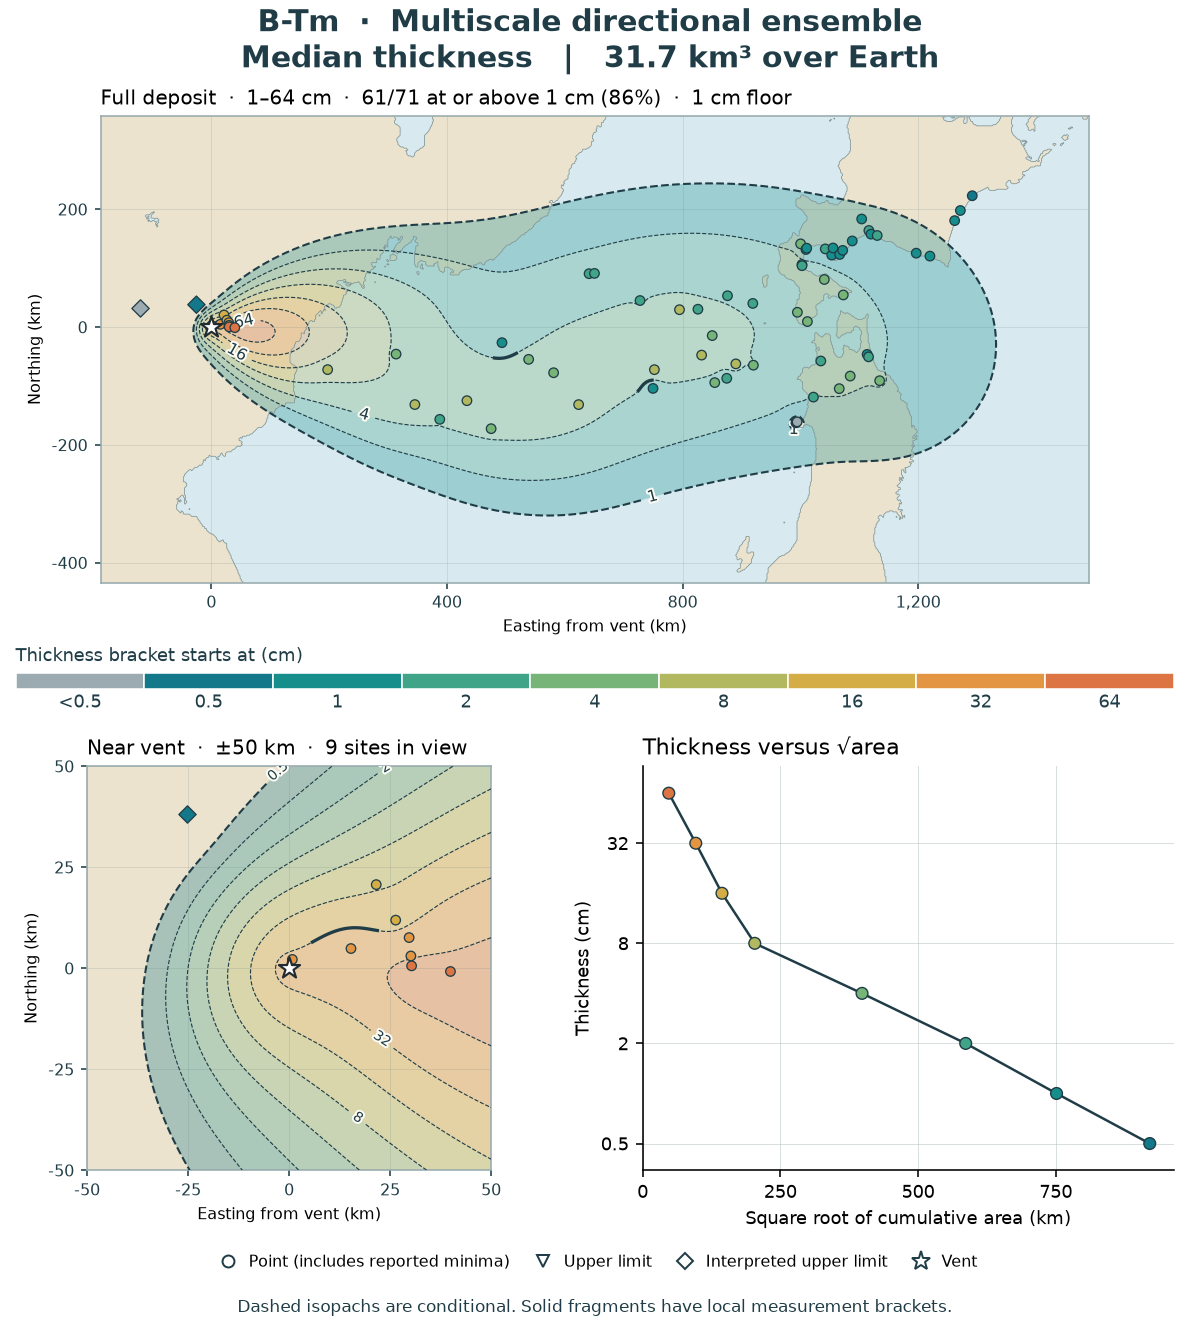 B-Tm · Multiscale directional ensemble
Median thickness | 31.7 km³ over Earth
Full deposit · 1–64 cm · 61/71 at or above 1 cm (86%) · 1 cm floor
Northing (km)
200
0
-200
-400
64
16
4
1
1
0
400
800
1,200
Easting from vent (km)
Thickness bracket starts at (cm)
<0.5 0.5 1 2 4 8 16 32 64
Near vent · ±50 km · 9 sites in view
Northing (km)
50
25
0
-25
-50
0.5
2
32
8
-50 -25 0 25 50
Easting from vent (km)
Thickness versus √area
Thickness (cm)
32
8
2
0.5
0 250 500 750
Square root of cumulative area (km)
Point (includes reported minima) Upper limit Interpreted upper limit Vent
Dashed isopachs are conditional. Solid fragments have local measurement brackets.